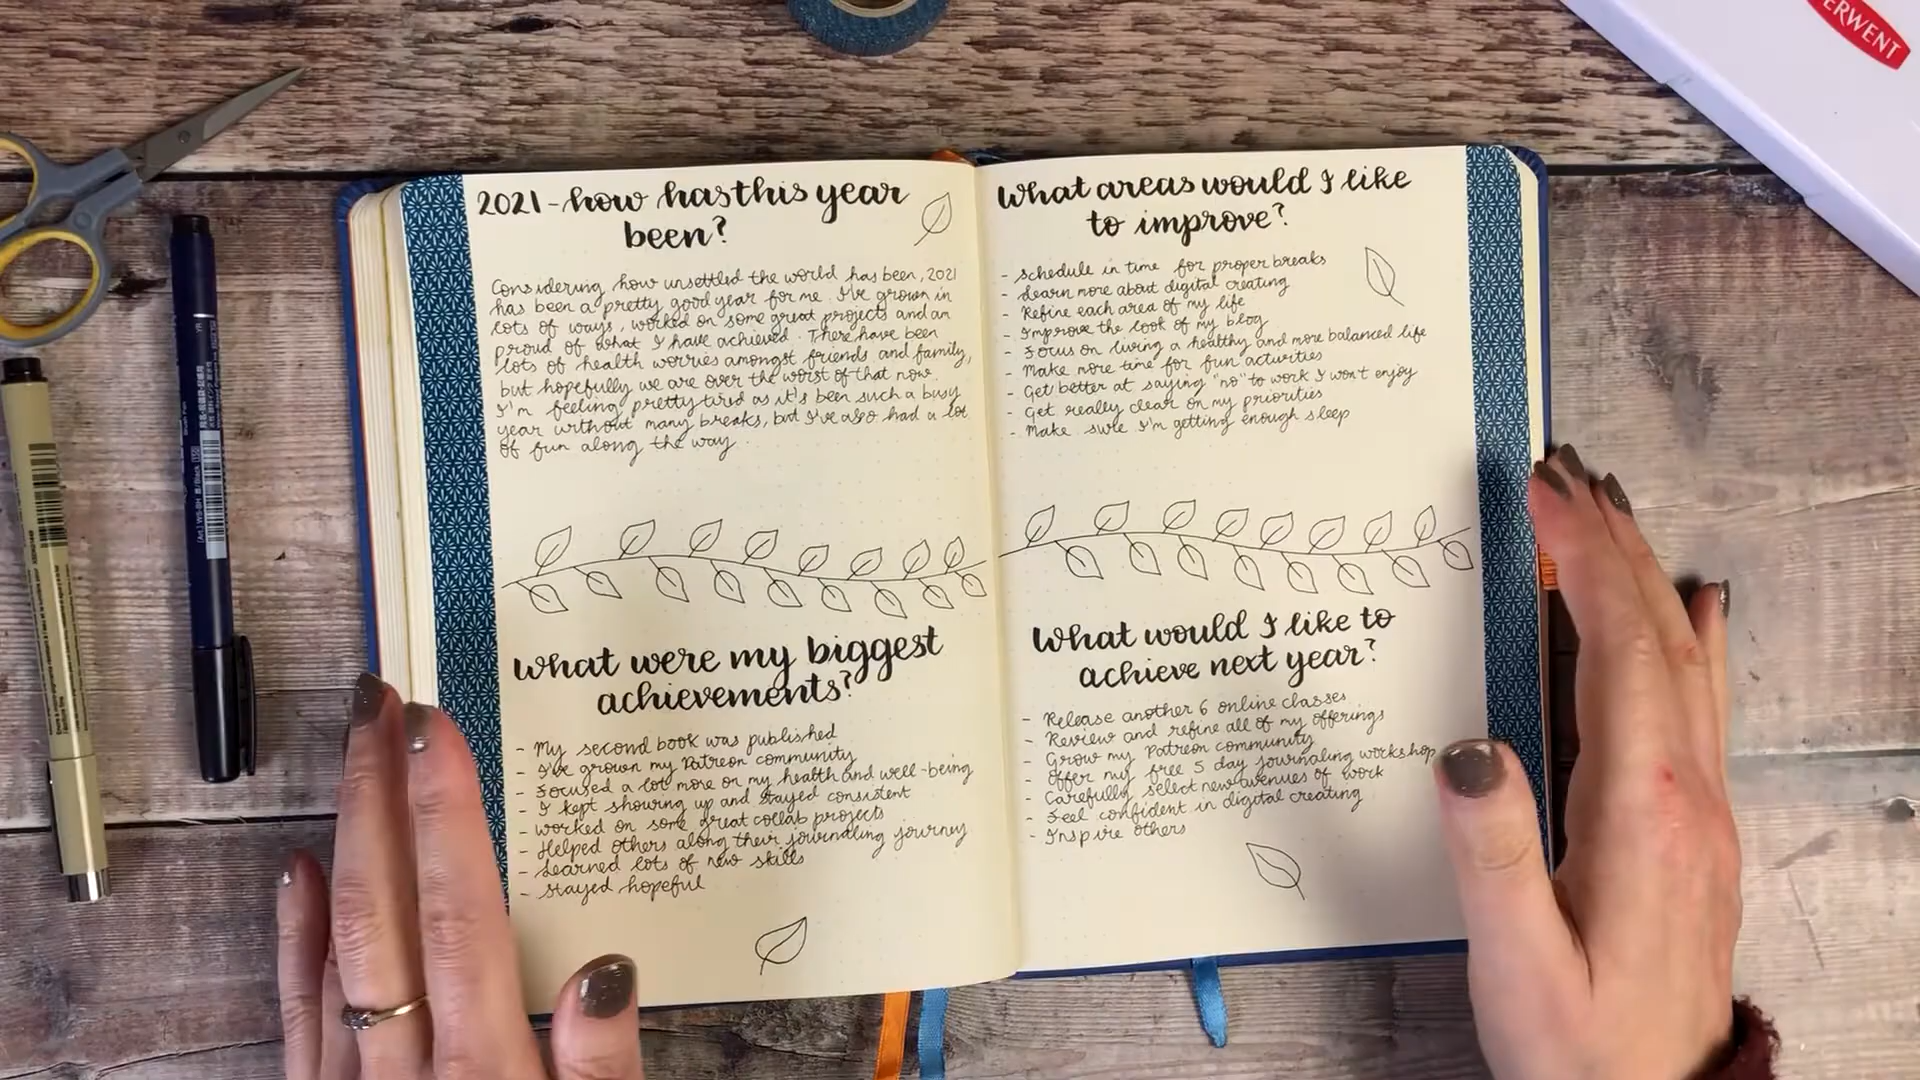 2021 - how has this year
been?
Considering how unsettled the world has been, 2021
has been a pretty good year for me. I've grown in
lots of ways, worked on some great projects and am
proud of what I have achieved. There have been
lots of health worries amongst friends and family,
but hopefully we are over the worst of that now.
I'm feeling pretty tired as it's been such a busy
year without many breaks, but I've also had a lot
of fun along the way.
What were my biggest
achievements?
- My second book was published
- I've grown my Patreon community
- Focused a lot more on my health and well-being
- I kept showing up and stayed consistent
- worked on some great collab projects
- Helped others along their journaling journey
- Learned lots of new skills
- stayed hopeful
What areas would I like
to improve?
- schedule in time for proper breaks
- Learn more about digital creating
- Refine each area of my life
- Improve the look of my blog
- Focus on living a healthy and more balanced life
- Make more time for fun activities
- Get better at saying "no" to work I won't enjoy
- Get really clear on my priorities
- Make sure I'm getting enough sleep
What would I like to
achieve next year?
- Release another 6 online classes
- Review and refine all of my offerings
- Grow my Patreon community
- Offer my free 5 day journaling workshop
- Carefully select new avenues of work
- Feel confident in digital creating
- Inspire others
ERWENT